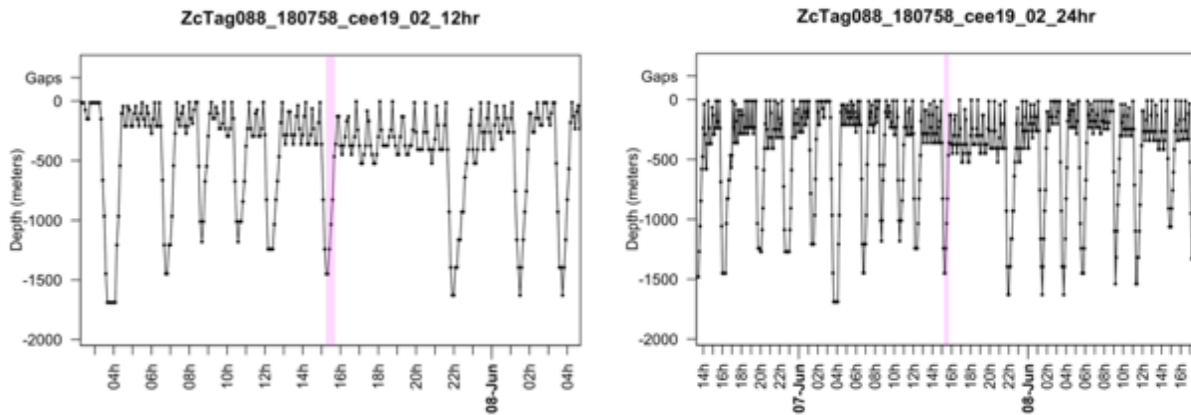 ZcTag088_180758_cee19_02_12hr
Gaps
0
-500
-1000
-1500
-2000
Depth (meters)
04h
06h
08h
10h
12h
14h
16h
18h
20h
22h
08-Jun
02h
04h
ZcTag088_180758_cee19_02_24hr
Gaps
0
-500
-1000
-1500
-2000
Depth (meters)
14h
16h
18h
20h
22h
07-Jun
02h
04h
06h
08h
10h
12h
14h
16h
18h
20h
22h
08-Jun
02h
04h
06h
08h
10h
12h
14h
16h